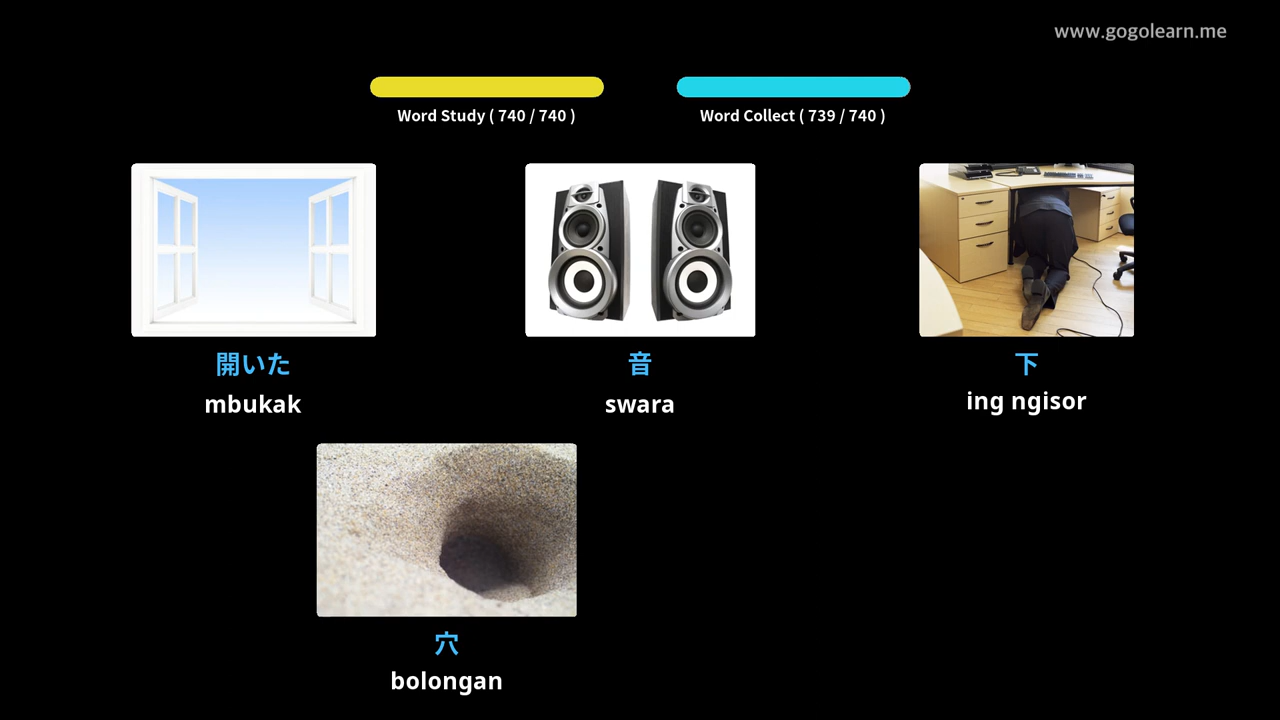 www.gogolearn.me
Word Study ( 740 / 740 )
Word Collect ( 739 / 740 )
開いた
mbukak
音
swara
下
ing ngisor
穴
bolongan